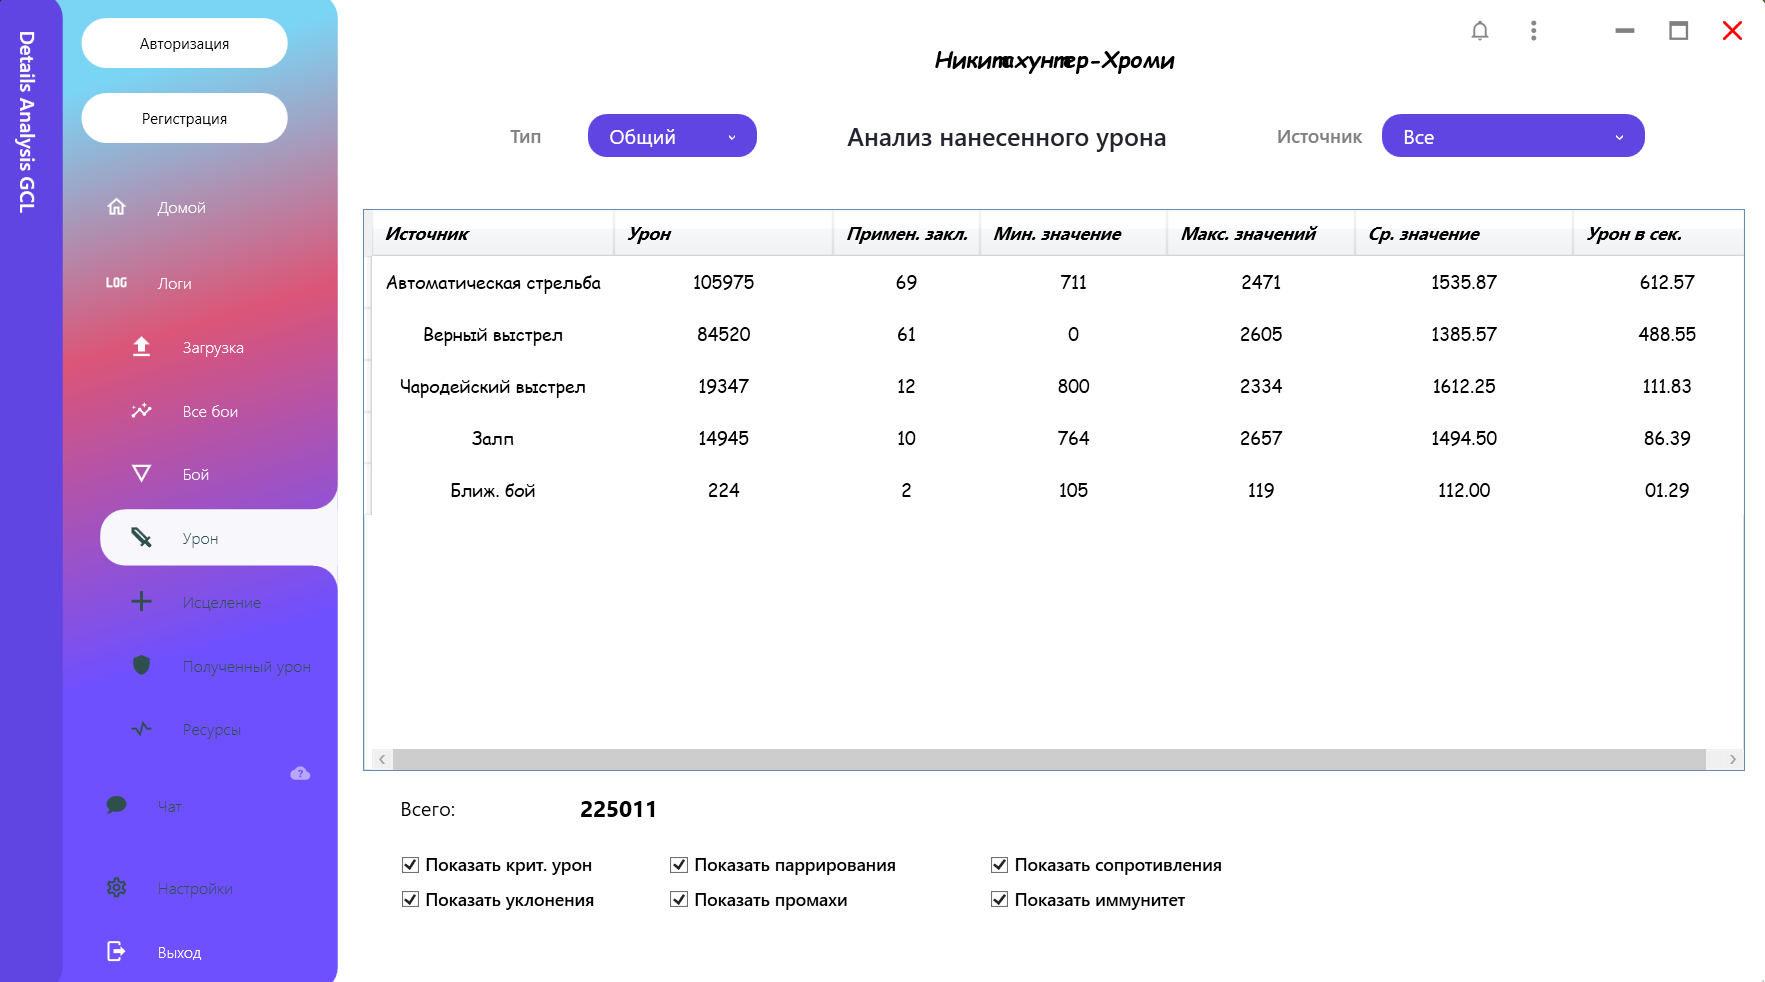 Details Analysis GCL
Авторизация
Регистрация
Домой
LOG Логи
Загрузка
Все бои
Бой
Урон
Исцеление
Полученный урон
Ресурсы
?
Чат
Настройки
Выход
Никитахунтер-Хроми
Тип Общий Анализ нанесенного урона Источник Все
Источник Урон Примен. закл. Мин. значение Макс. значений Ср. значение Урон в сек.
Автоматическая стрельба 105975 69 711 2471 1535.87 612.57
Верный выстрел 84520 61 0 2605 1385.57 488.55
Чародейский выстрел 19347 12 800 2334 1612.25 111.83
Залп 14945 10 764 2657 1494.50 86.39
Ближ. бой 224 2 105 119 112.00 01.29
Всего: 225011
Показать крит. урон Показать паррирования Показать сопротивления
Показать уклонения Показать промахи Показать иммунитет